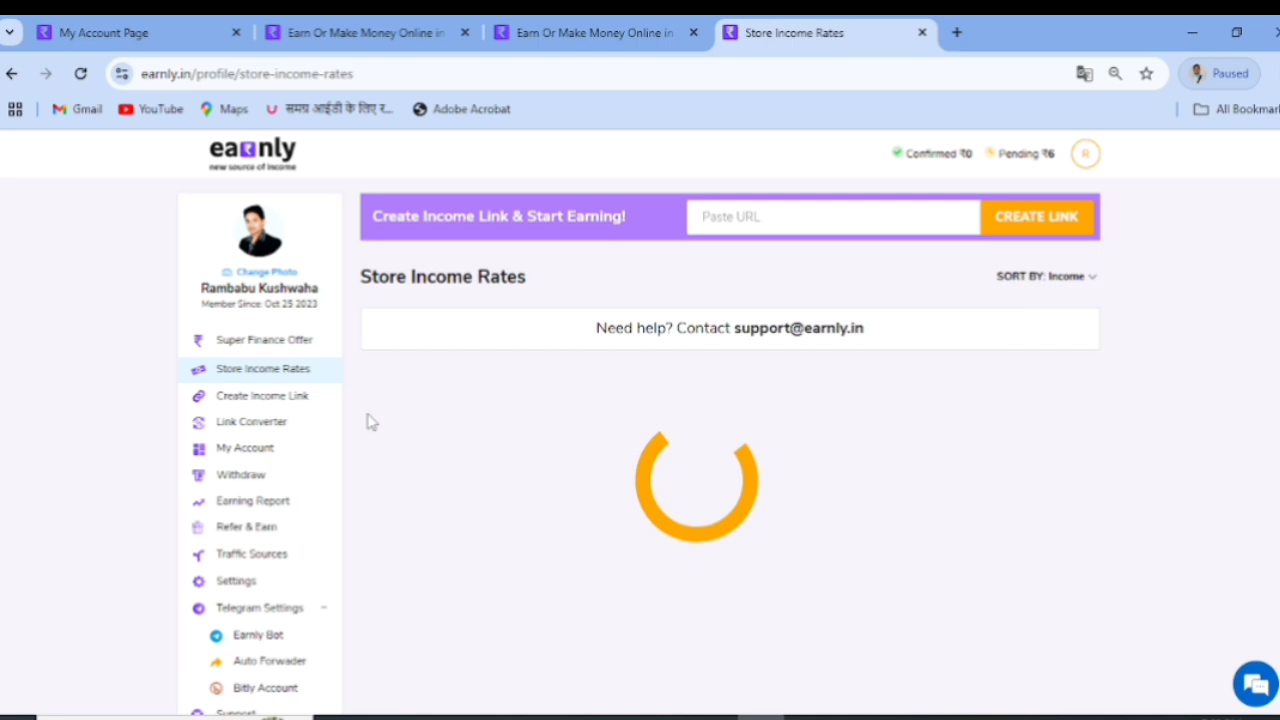 My Account Page
Earn Or Make Money Online in
Earn Or Make Money Online in
Store Income Rates
earnly.in/profile/store-income-rates
Paused
Gmail
YouTube
Maps
समग्र आईडी के लिए र...
Adobe Acrobat
All Bookmar
earnly
new source of income
Confirmed ₹0
Pending ₹6
R
Create Income Link & Start Earning!
Paste URL
CREATE LINK
Change Photo
Rambabu Kushwaha
Member Since: Oct 25 2023
Store Income Rates
SORT BY: Income
Need help? Contact support@earnly.in
Super Finance Offer
Store Income Rates
Create Income Link
Link Converter
My Account
Withdraw
Earning Report
Refer & Earn
Traffic Sources
Settings
Telegram Settings
Earnly Bot
Auto Forwader
Bitly Account
Support